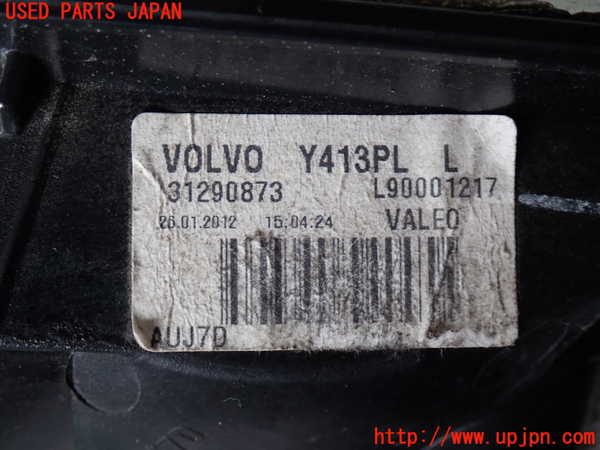 USED PARTS JAPAN
VOLVO Y413PL L
31290873 L90001217
26.01.2012 15:04:24 VALEO
AUJ7D
http://www.upjpn.com/